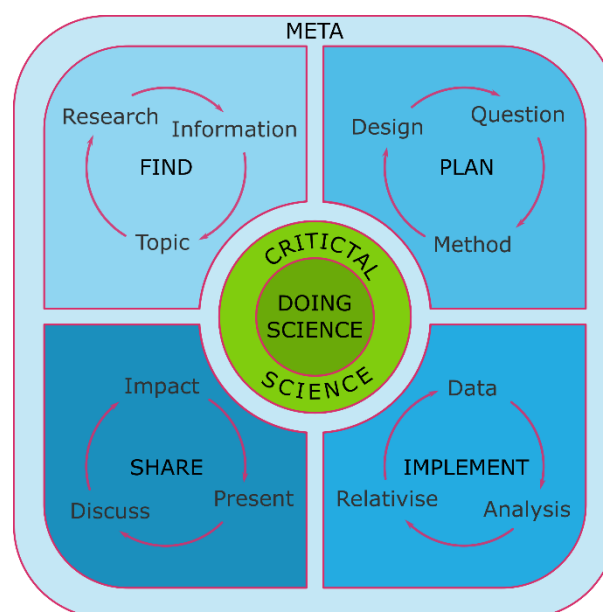 META
Research
Information
FIND
Topic
Question
Design
PLAN
Method
CRITICTAL
DOING
SCIENCE
SCIENCE
Impact
SHARE
Present
Discuss
Data
IMPLEMENT
Relativise
Analysis